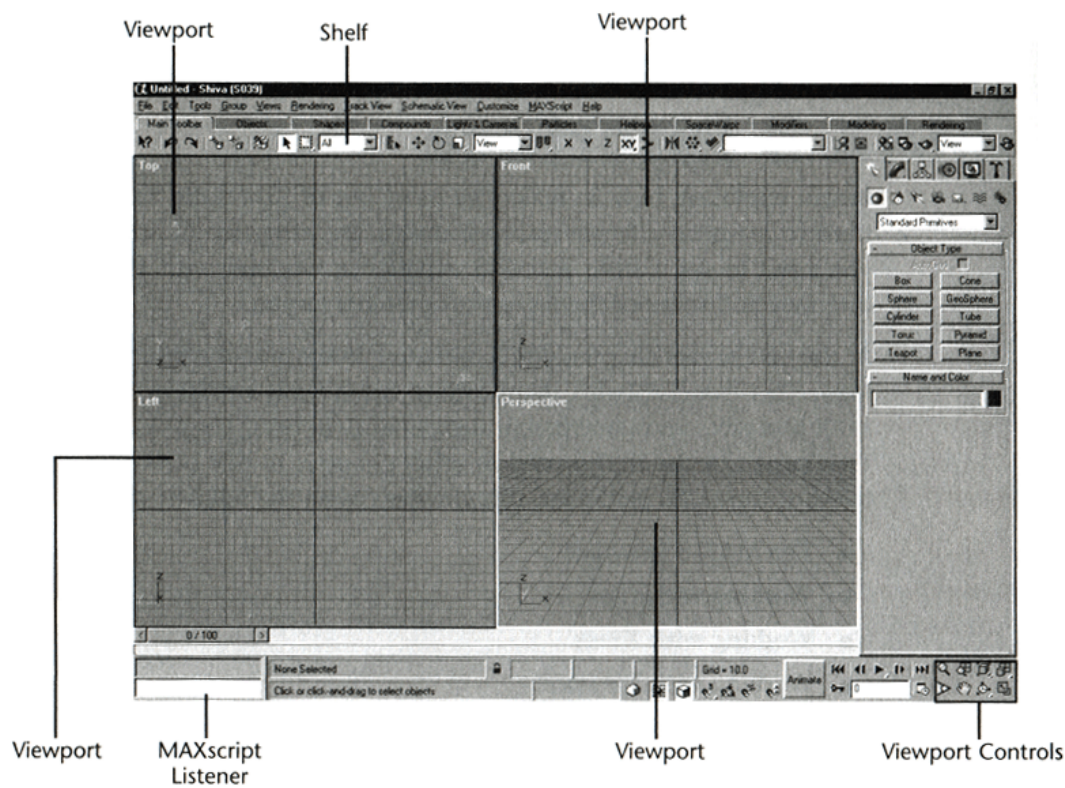 Viewport Shelf Viewport
Untitled - Shiva (S039)
File Edit Tools Group Views Rendering Track View Schematic View Customize MAXScript Help
Main Toolbar Objects Shapes Compounds Lights & Cameras Particles Helpers SpaceWarps Modifiers Modeling Rendering
All View X Y Z XY View
Top Front
Standard Primitives
- Object Type
AutoGrid
Box Cone
Sphere GeoSphere
Cylinder Tube
Torus Pyramid
Teapot Plane
- Name and Color
Z X
Z X
Left Perspective
Z X
Z X
< 0 / 100 >
None Selected Grid = 10.0
Animate
Click or click-and-drag to select objects 0
Viewport MAXscript Viewport Viewport Controls
Listener